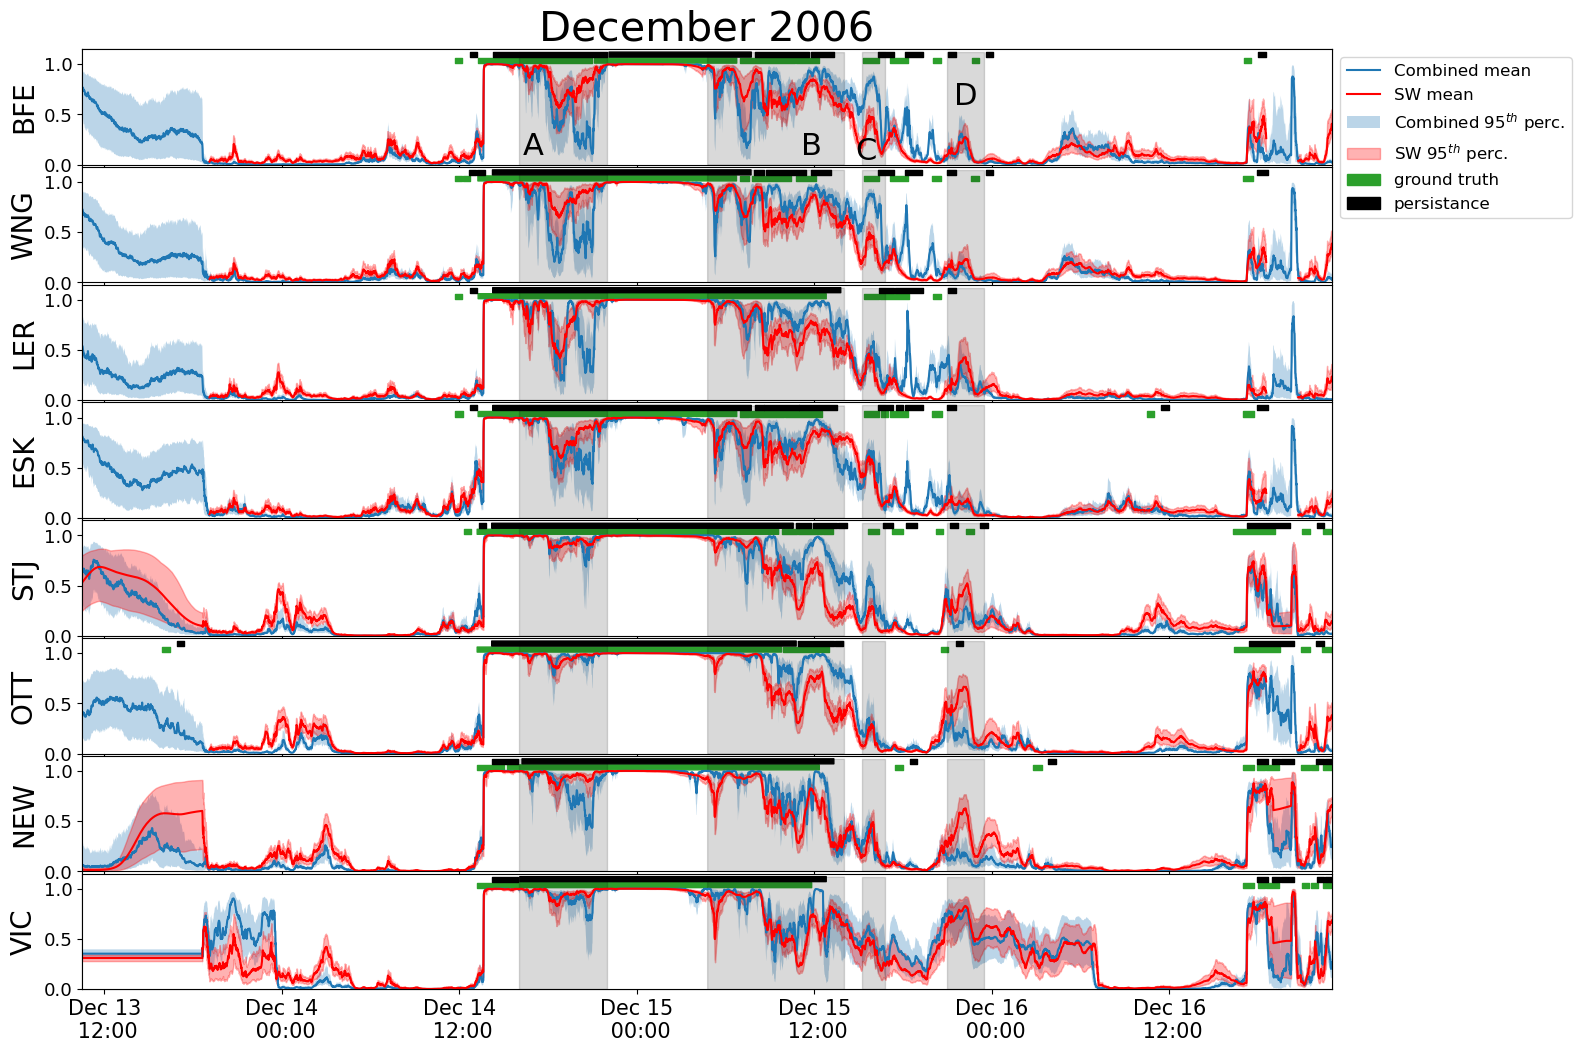 December 2006
BFE
1.0
0.5
0.0
A
B
C
D
Combined mean
SW mean
Combined 95th perc.
SW 95th perc.
ground truth
persistance
WNG
1.0
0.5
0.0
LER
1.0
0.5
0.0
ESK
1.0
0.5
0.0
STJ
1.0
0.5
0.0
OTT
1.0
0.5
0.0
NEW
1.0
0.5
0.0
VIC
1.0
0.5
0.0
Dec 13
12:00
Dec 14
00:00
Dec 14
12:00
Dec 15
00:00
Dec 15
12:00
Dec 16
00:00
Dec 16
12:00